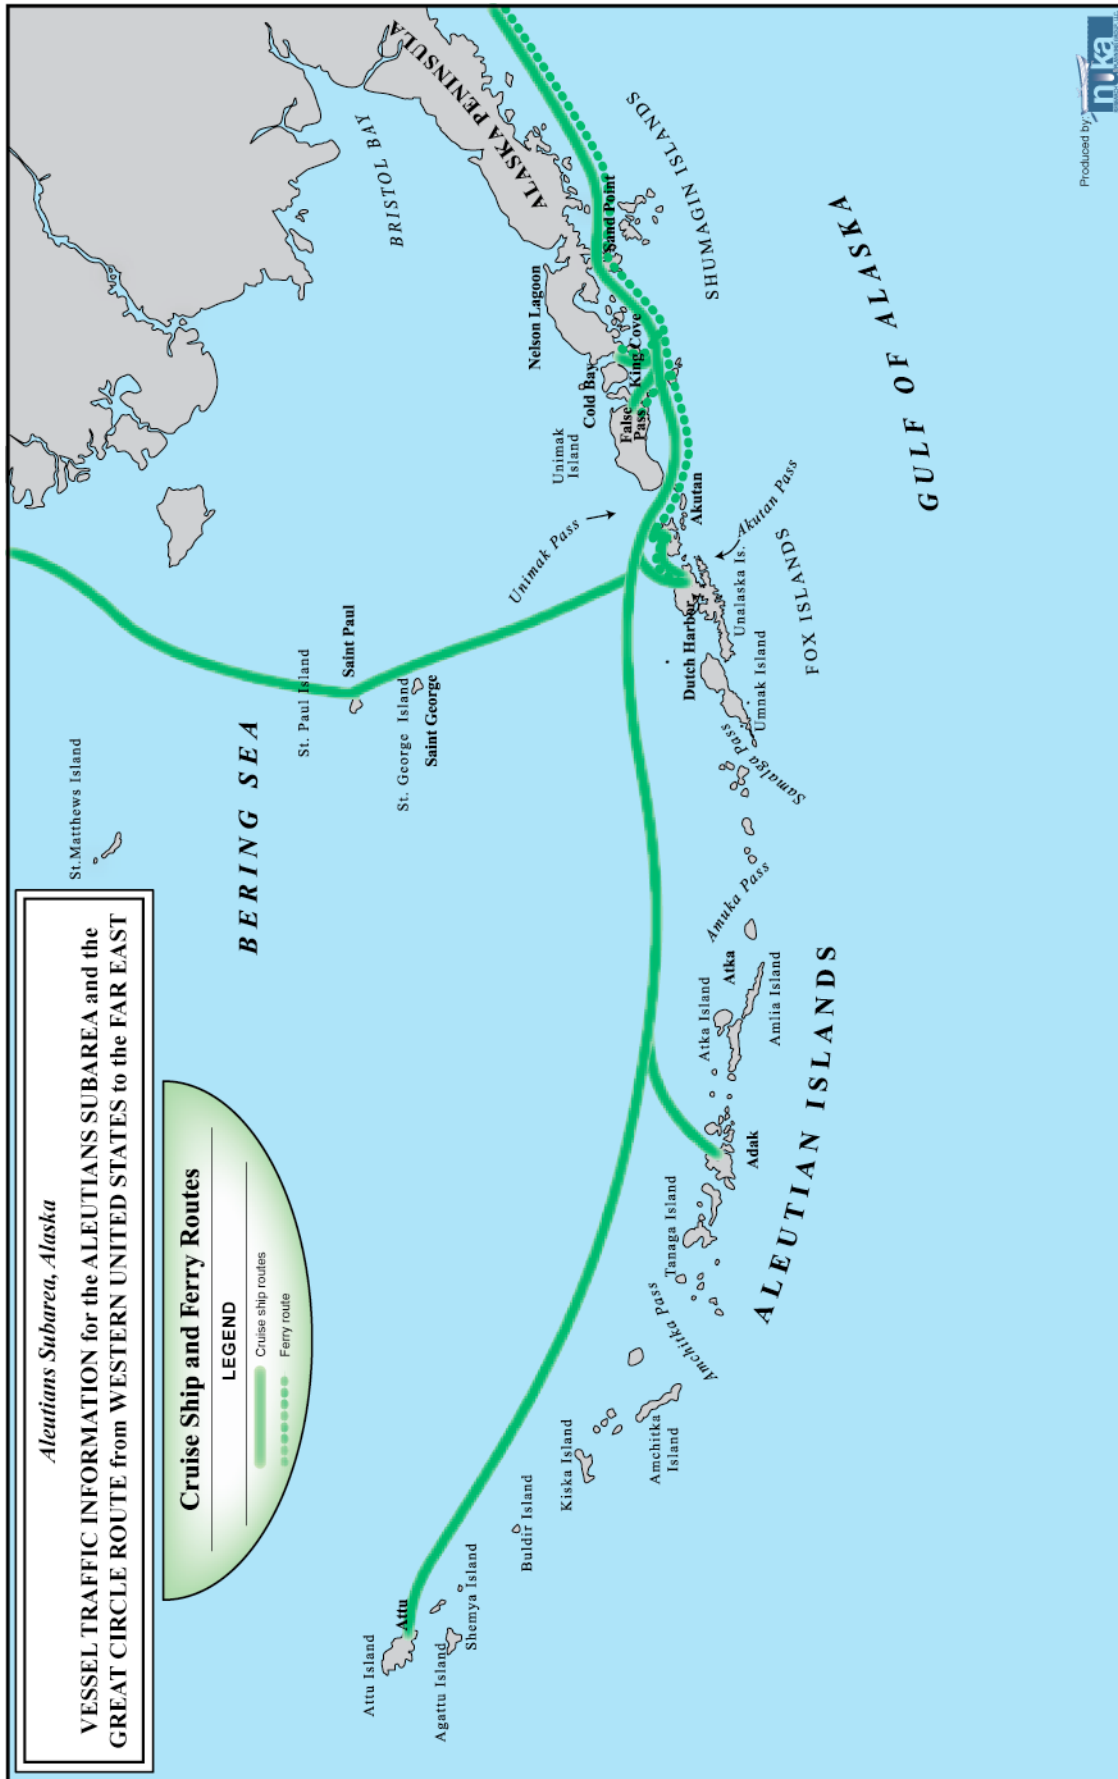 Aleutians Subarea, Alaska
VESSEL TRAFFIC INFORMATION for the ALEUTIANS SUBAREA and the
GREAT CIRCLE ROUTE from WESTERN UNITED STATES to the FAR EAST
Cruise Ship and Ferry Routes
LEGEND
Cruise ship routes
Ferry route
St.Matthews Island
BERING SEA
St. Paul Island
Saint Paul
St. George Island
Saint George
BRISTOL BAY
ALASKA PENINSULA
Nelson Lagoon
Cold Bay
King Cove
False
Pass
Sand Point
SHUMAGIN ISLANDS
Unimak
Island
Unimak Pass
Akutan
Akutan Pass
Dutch Harbor
Unalaska Is.
FOX ISLANDS
Umnak Island
Samalga Pass
Amuka Pass
Atka
Atka Island
Amlia Island
Adak
Tanaga Island
ALEUTIAN ISLANDS
Amchitka Pass
Amchitka
Island
Kiska Island
Buldir Island
Shemya Island
Agattu Island
Attu
Attu Island
GULF OF ALASKA
Produced by:
nuka